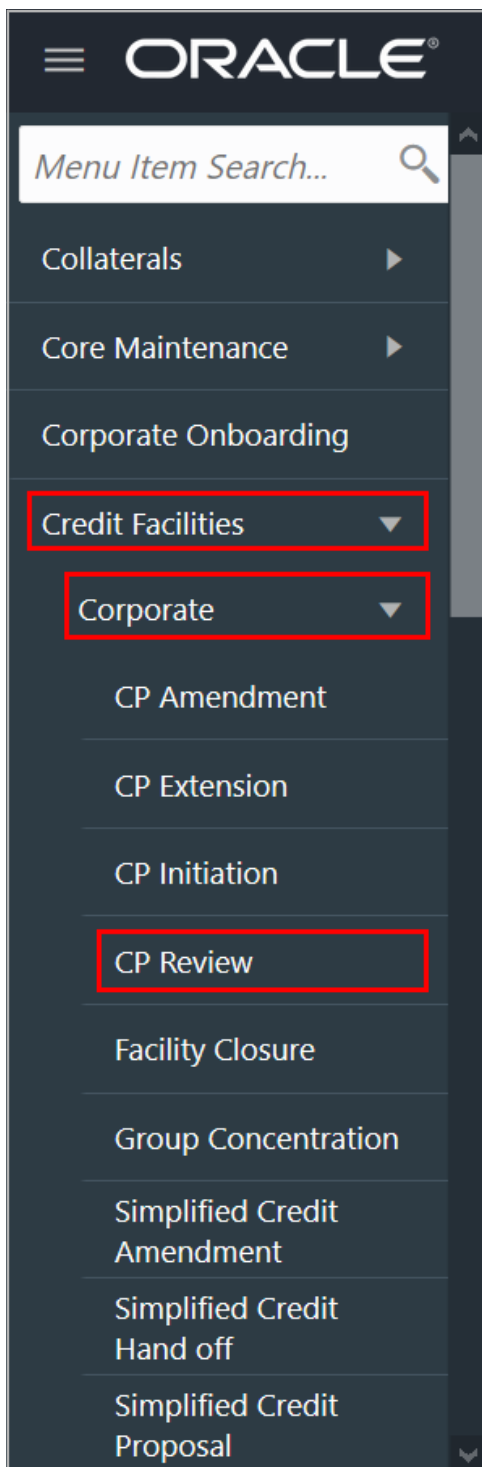 ORACLE®
Menu Item Search...
Collaterals
Core Maintenance
Corporate Onboarding
Credit Facilities
Corporate
CP Amendment
CP Extension
CP Initiation
CP Review
Facility Closure
Group Concentration
Simplified Credit
Amendment
Simplified Credit
Hand off
Simplified Credit
Proposal